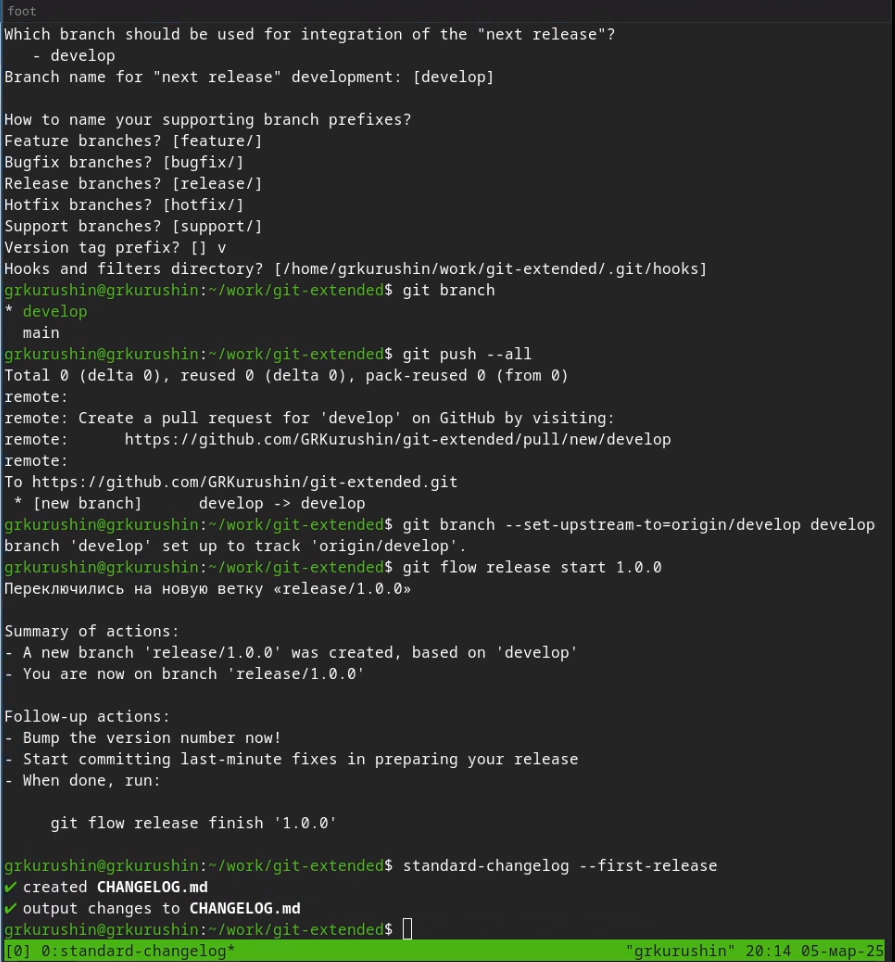 foot
Which branch should be used for integration of the "next release"?
   - develop
Branch name for "next release" development: [develop]
How to name your supporting branch prefixes?
Feature branches? [feature/]
Bugfix branches? [bugfix/]
Release branches? [release/]
Hotfix branches? [hotfix/]
Support branches? [support/]
Version tag prefix? [] v
Hooks and filters directory? [/home/grkurushin/work/git-extended/.git/hooks]
grkurushin@grkurushin:~/work/git-extended$ git branch
* develop
  main
grkurushin@grkurushin:~/work/git-extended$ git push --all
Total 0 (delta 0), reused 0 (delta 0), pack-reused 0 (from 0)
remote:
remote: Create a pull request for 'develop' on GitHub by visiting:
remote:      https://github.com/GRKurushin/git-extended/pull/new/develop
remote:
To https://github.com/GRKurushin/git-extended.git
 * [new branch]      develop -> develop
grkurushin@grkurushin:~/work/git-extended$ git branch --set-upstream-to=origin/develop develop
branch 'develop' set up to track 'origin/develop'.
grkurushin@grkurushin:~/work/git-extended$ git flow release start 1.0.0
Переключились на новую ветку «release/1.0.0»
Summary of actions:
- A new branch 'release/1.0.0' was created, based on 'develop'
- You are now on branch 'release/1.0.0'
Follow-up actions:
- Bump the version number now!
- Start committing last-minute fixes in preparing your release
- When done, run:
     git flow release finish '1.0.0'
grkurushin@grkurushin:~/work/git-extended$ standard-changelog --first-release
✔ created CHANGELOG.md
✔ output changes to CHANGELOG.md
grkurushin@grkurushin:~/work/git-extended$
[0] 0:standard-changelog* "grkurushin" 20:14 05-мар-25